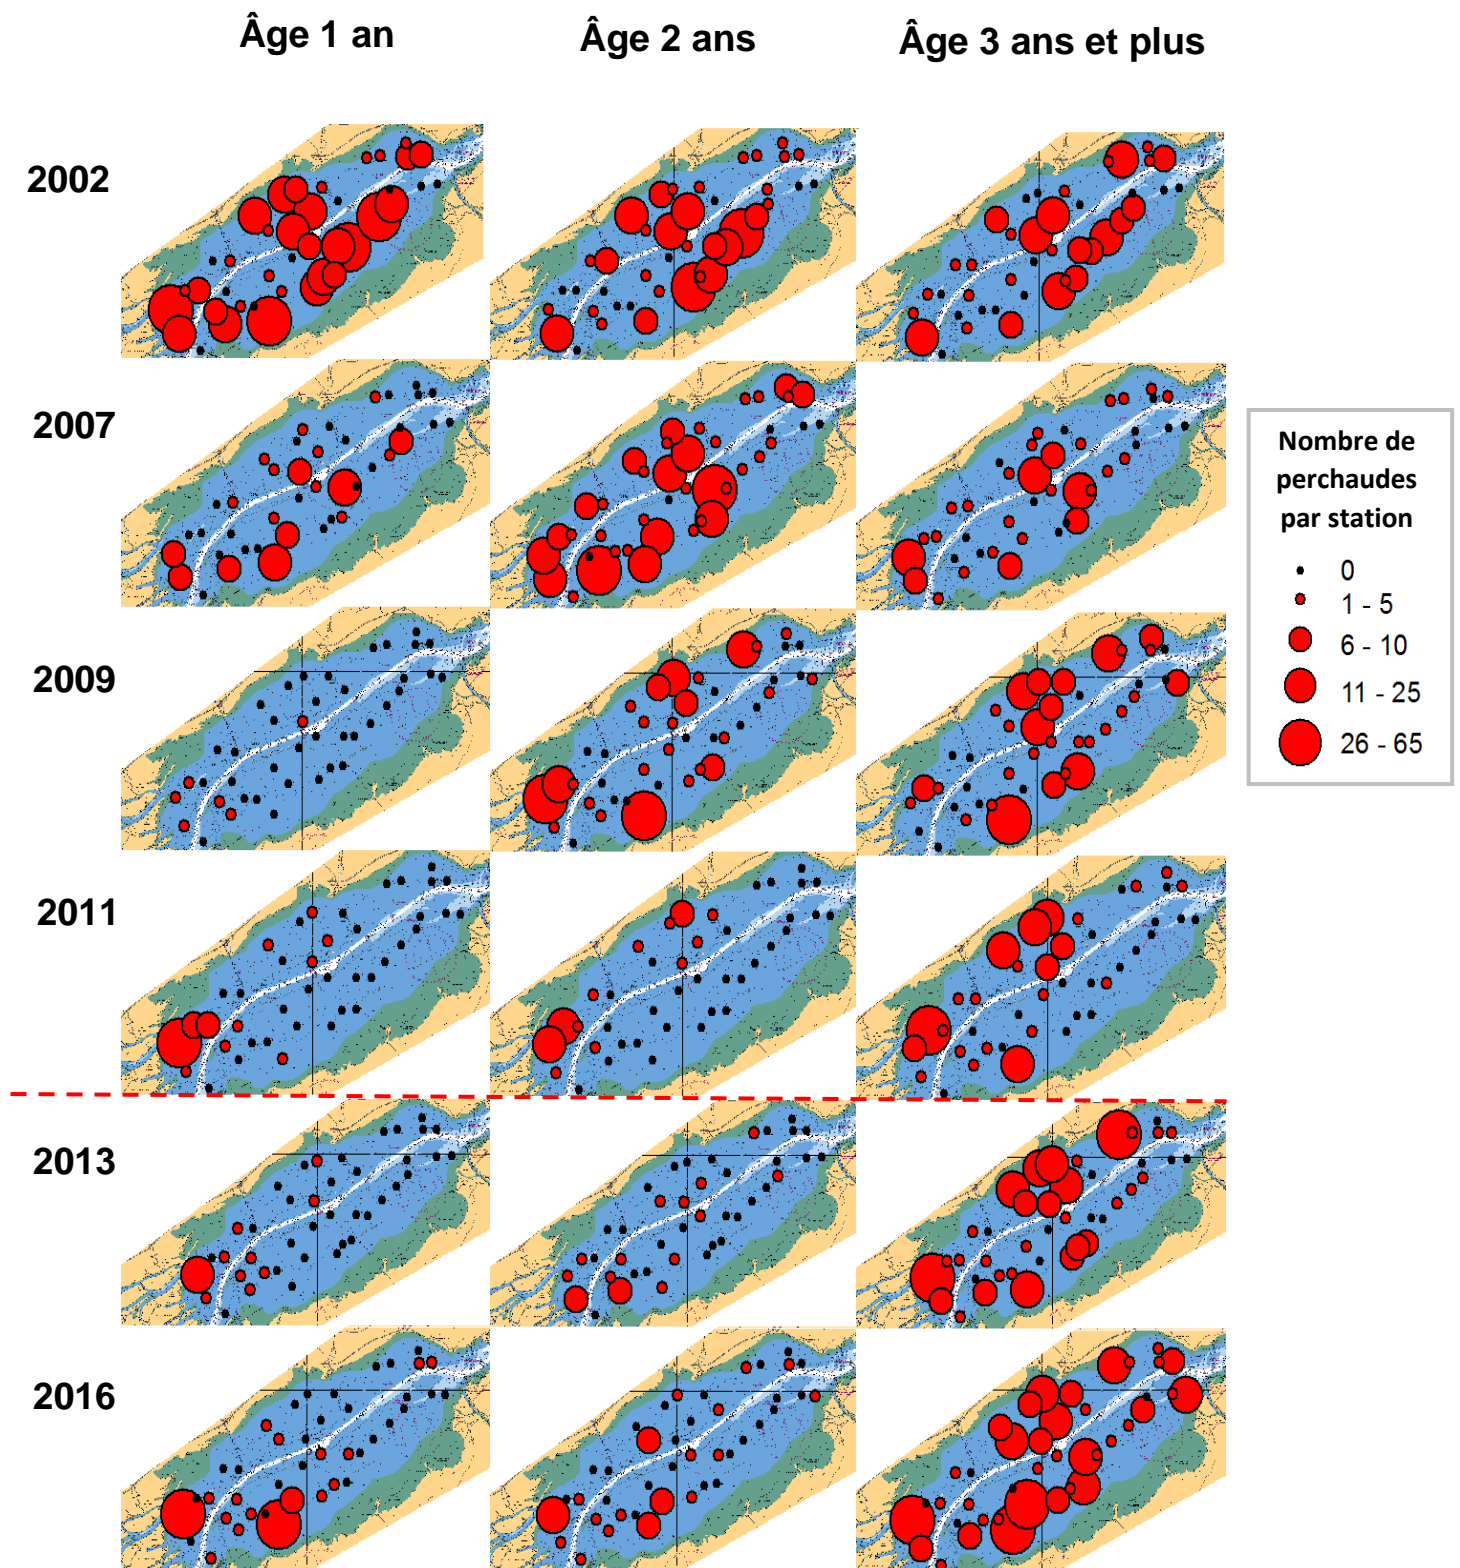 Âge 1 an
Âge 2 ans
Âge 3 ans et plus
2002
2007
2009
2011
2013
2016
Nombre de
perchaudes
par station
0
1 - 5
6 - 10
11 - 25
26 - 65